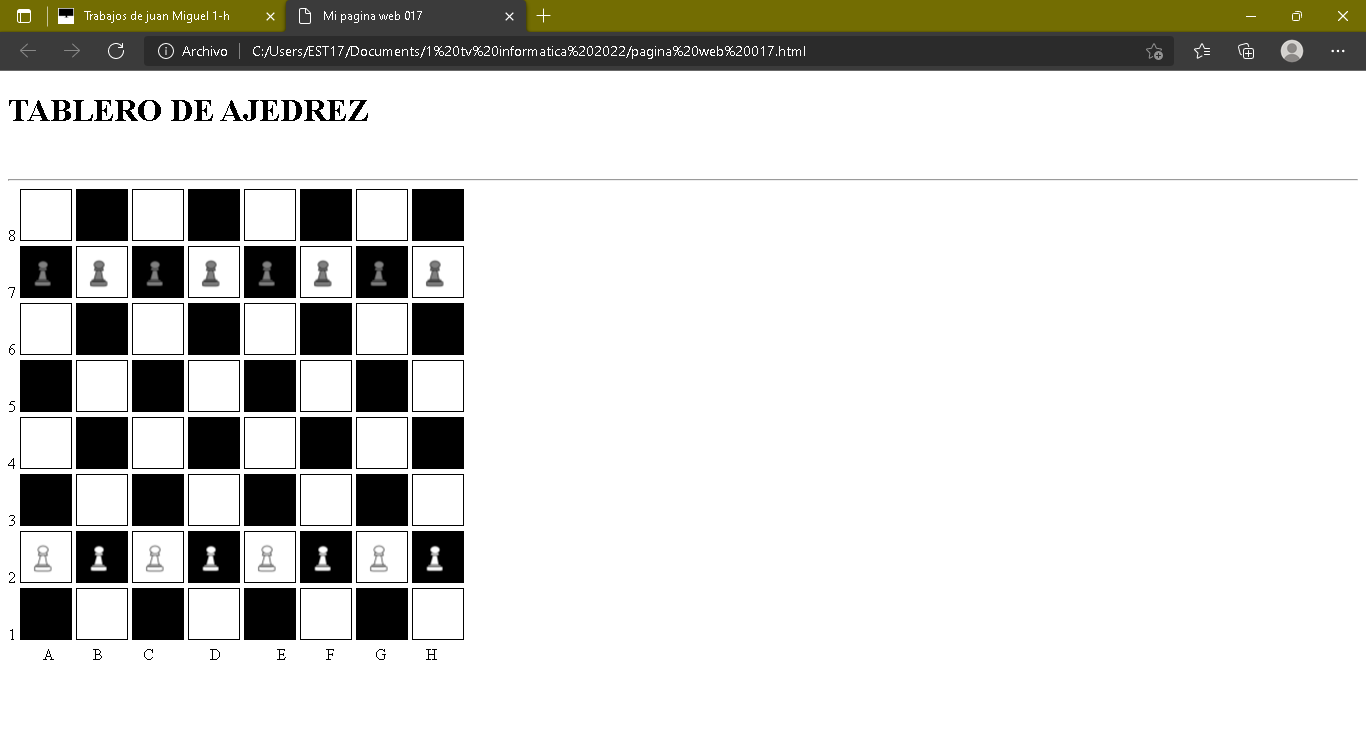 Trabajos de juan Miguel 1-h
Mi pagina web 017
Archivo
C:/Users/EST17/Documents/1%20tv%20informatica%202022/pagina%20web%20017.html
TABLERO DE AJEDREZ
8
7
6
5
4
3
2
1
A B C D E F G H